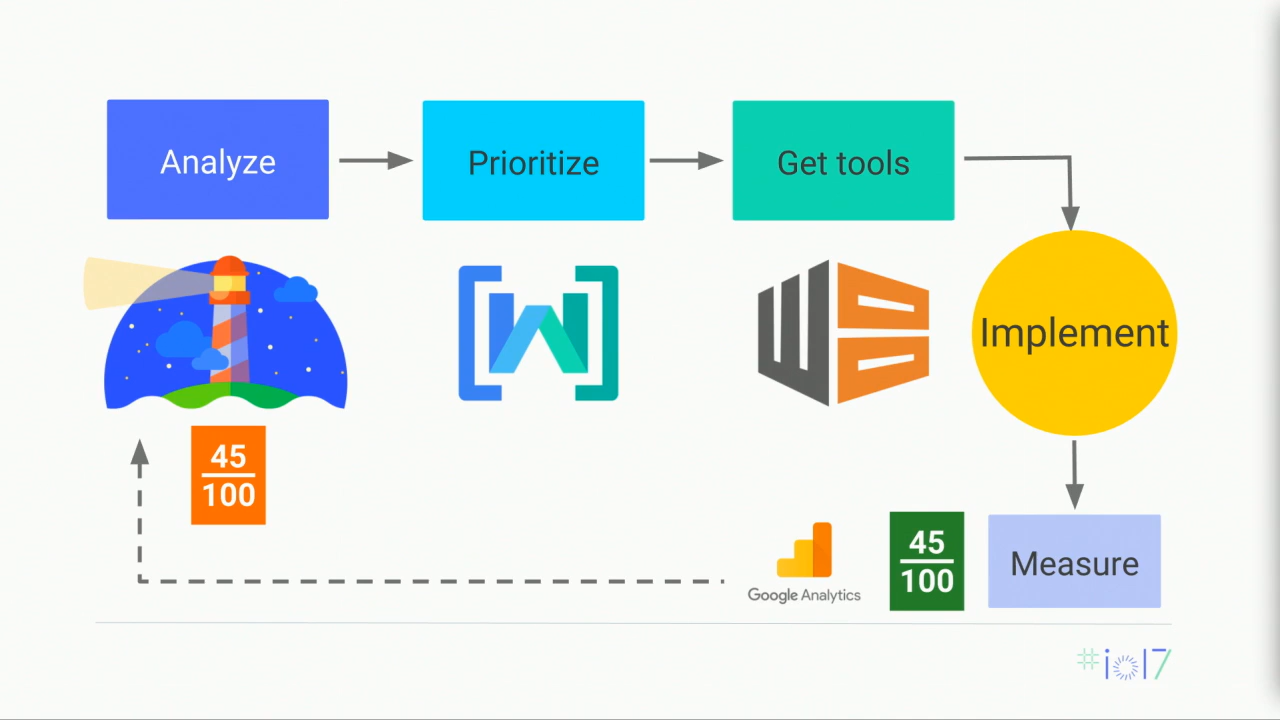 Analyze
Prioritize
Get tools
Implement
45
100
45
100
Measure
Google Analytics
#io17